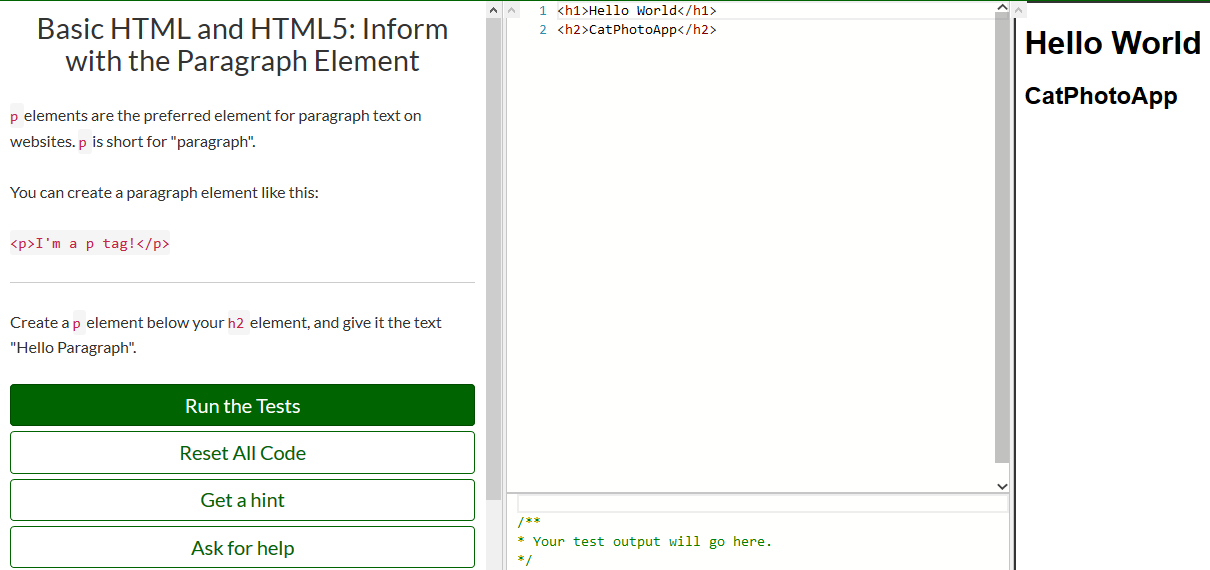 Basic HTML and HTML5: Inform
with the Paragraph Element
p elements are the preferred element for paragraph text on
websites. p is short for "paragraph".
You can create a paragraph element like this:
<p>I'm a p tag!</p>
Create a p element below your h2 element, and give it the text
"Hello Paragraph".
Run the Tests
Reset All Code
Get a hint
Ask for help
1 <h1>Hello World</h1>
2 <h2>CatPhotoApp</h2>
/**
* Your test output will go here.
*/
Hello World
CatPhotoApp